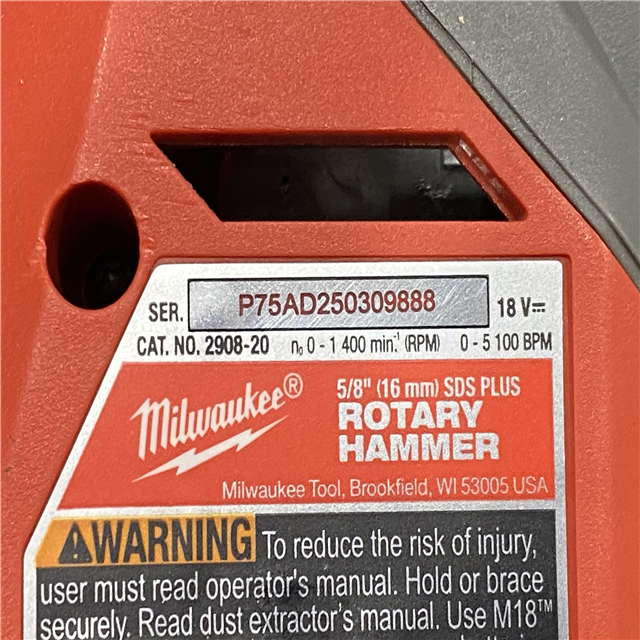 SER. P75AD250309888 18 V⎓
CAT. NO. 2908-20 n₀ 0 - 1 400 min.⁻¹ (RPM) 0 - 5 100 BPM
Milwaukee®
5/8" (16 mm) SDS PLUS
ROTARY
HAMMER
Milwaukee Tool, Brookfield, WI 53005 USA
⚠WARNING To reduce the risk of injury,
user must read operator's manual. Hold or brace
securely. Read dust extractor's manual. Use M18™